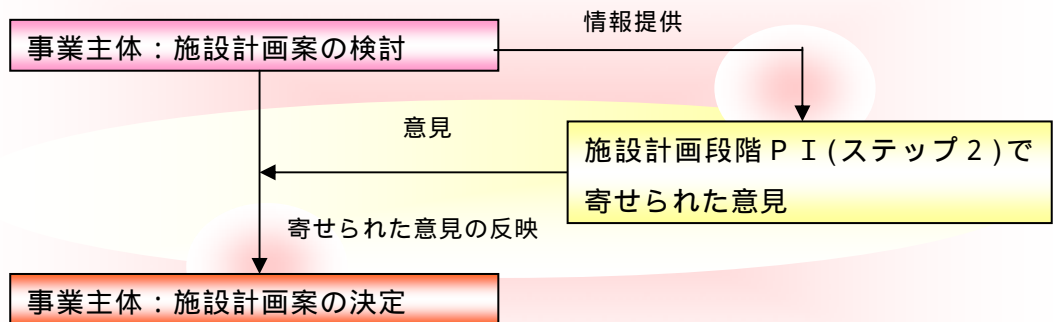 情報提供
事業主体：施設計画案の検討
意見
施設計画段階ＰＩ(ステップ２)で
寄せられた意見
寄せられた意見の反映
事業主体：施設計画案の決定